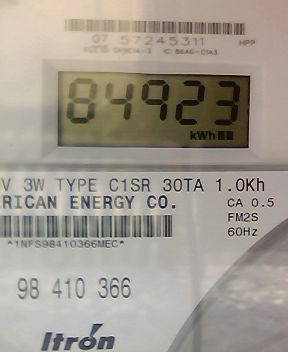 07 57245311 HPP
84923
kWh
V 3W TYPE C1SR 30TA 1.0Kh
RICAN ENERGY CO.
CA 0.5
FM2S
60Hz
*1NFS98410366MEC*
98 410 366
Itron